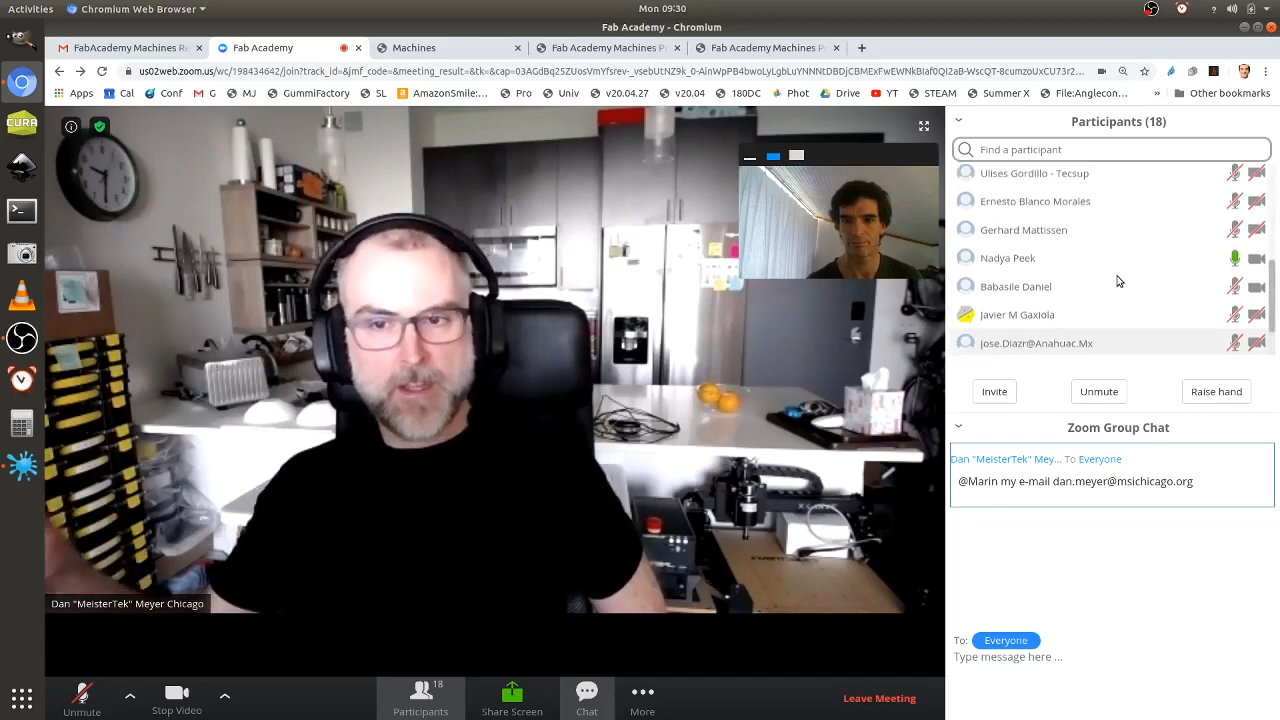 Activities
Chromium Web Browser
Mon 09:30
?
Fab Academy - Chromium
FabAcademy Machines Re
Fab Academy
Machines
Fab Academy Machines P
Fab Academy Machines P
Apps
Cal
Conf
G
MJ
GummiFactory
SL
AmazonSmile:...
Pro
Univ
v20.04.27
v20.04
180DC
Phot
Drive
YT
STEAM
Summer X
File:Anglecon...
»
Other bookmarks
Participants (18)
Find a participant
Ulises Gordillo - Tecsup
Ernesto Blanco Morales
Gerhard Mattissen
Nadya Peek
Babasile Daniel
Javier M Gaxiola
Jose.Diazr@Anahuac.Mx
Invite
Unmute
Raise hand
Zoom Group Chat
Dan "MeisterTek" Mey... To Everyone
@Marin my e-mail dan.meyer@msichicago.org
CURA
Dan "MeisterTek" Meyer Chicago
To: Everyone
Type message here ...
Unmute
Stop Video
18
Participants
Share Screen
Chat
More
Leave Meeting